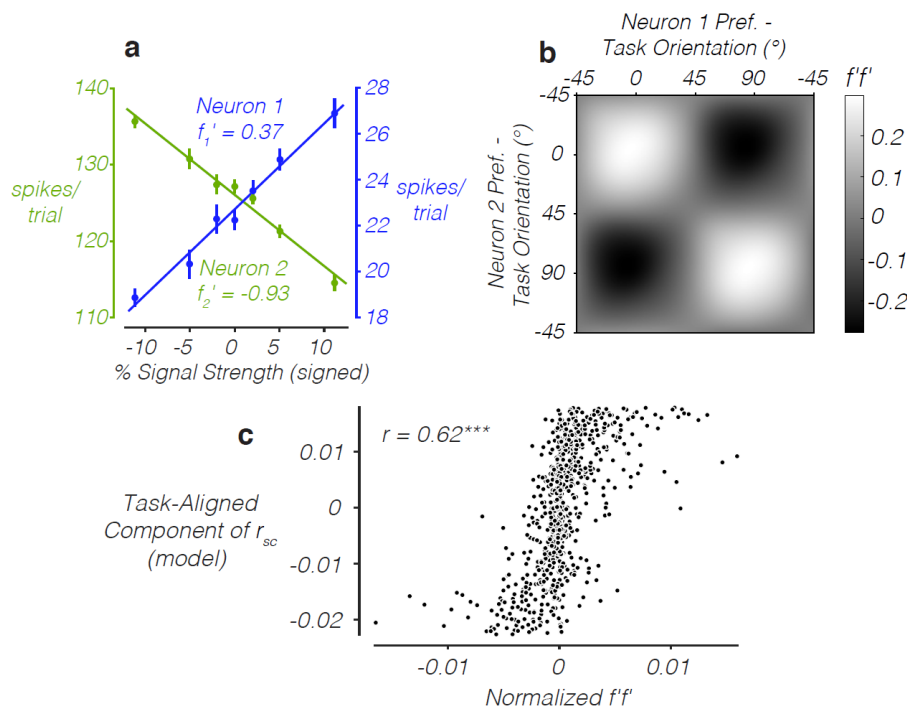 a
140
130
120
110
spikes/
trial
Neuron 1
f₁' = 0.37
Neuron 2
f₂' = -0.93
28
26
24
22
20
18
spikes/
trial
-10 -5 0 5 10
% Signal Strength (signed)
b
Neuron 1 Pref. -
Task Orientation (°)
-45 0 45 90 -45
Neuron 2 Pref. -
Task Orientation (°)
-45
0
45
90
-45
f'f'
0.2
0.1
0
-0.1
-0.2
c
r = 0.62***
Task-Aligned
Component of rsc
(model)
0.01
0
-0.01
-0.02
-0.01 0 0.01
Normalized f'f'